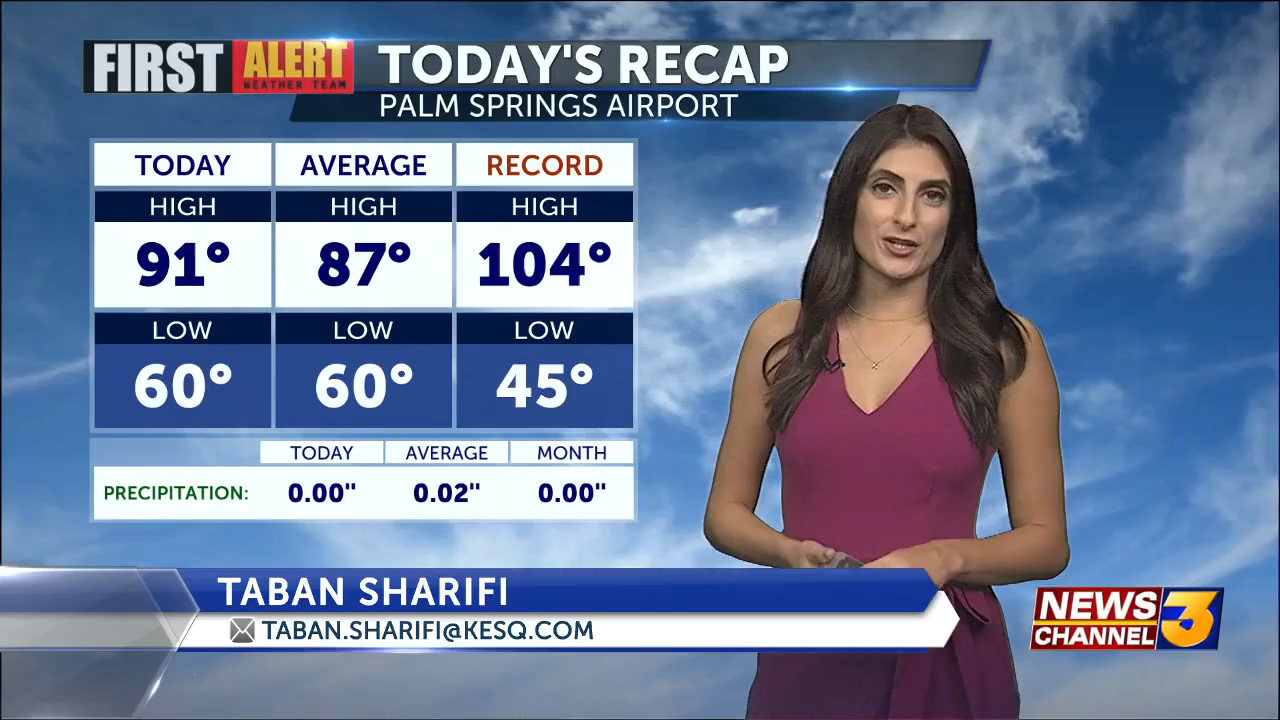 FIRST ALERT
WEATHER TEAM
TODAY'S RECAP
PALM SPRINGS AIRPORT
TODAY AVERAGE RECORD
HIGH HIGH HIGH
91° 87° 104°
LOW LOW LOW
60° 60° 45°
TODAY AVERAGE MONTH
PRECIPITATION: 0.00" 0.02" 0.00"
TABAN SHARIFI
TABAN.SHARIFI@KESQ.COM
NEWS
CHANNEL 3